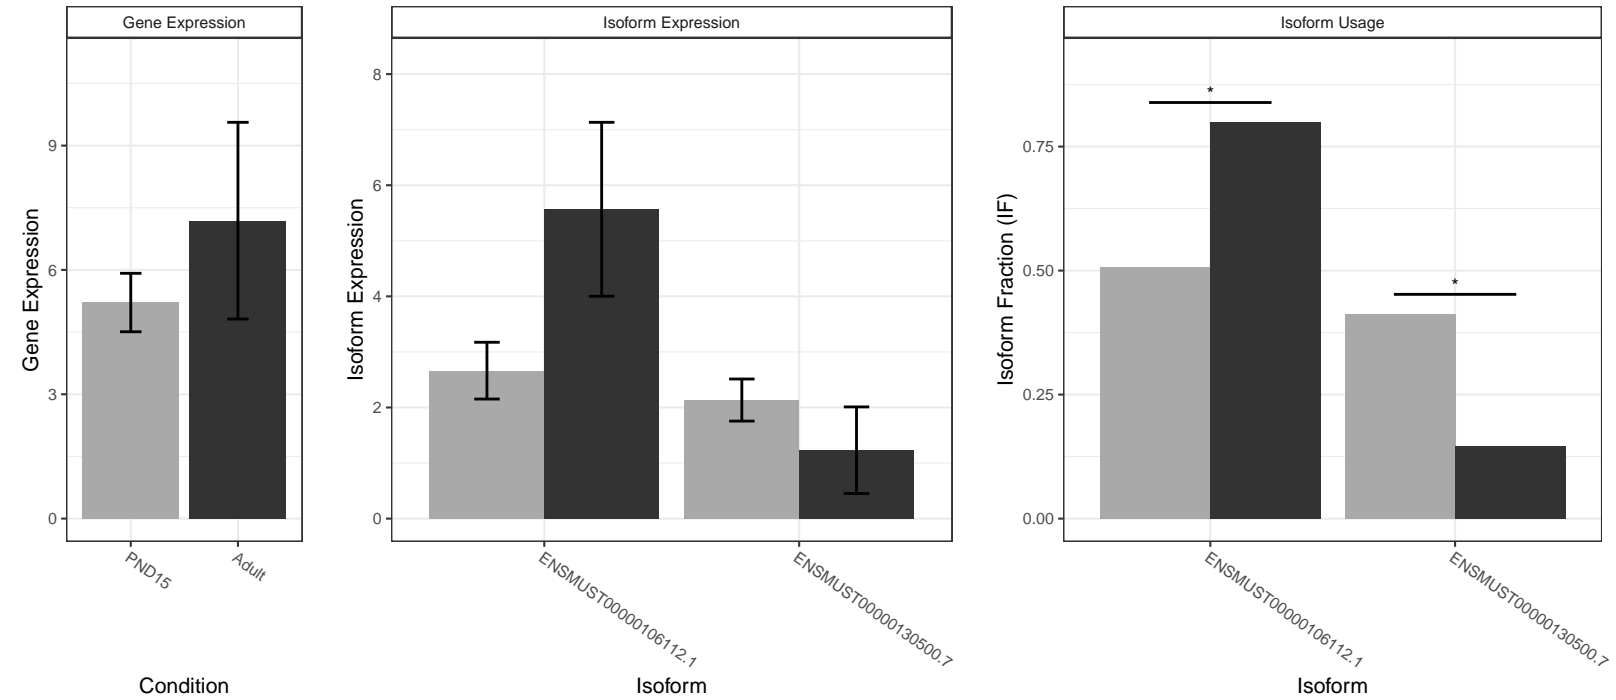 Gene Expression
Gene Expression
9
6
3
0
PND15
Adult
Condition
Isoform Expression
Isoform Expression
8
6
4
2
0
ENSMUST00000106112.1
ENSMUST00000130500.7
Isoform
Isoform Usage
Isoform Fraction (IF)
0.75
0.50
0.25
0.00
*
*
ENSMUST00000106112.1
ENSMUST00000130500.7
Isoform